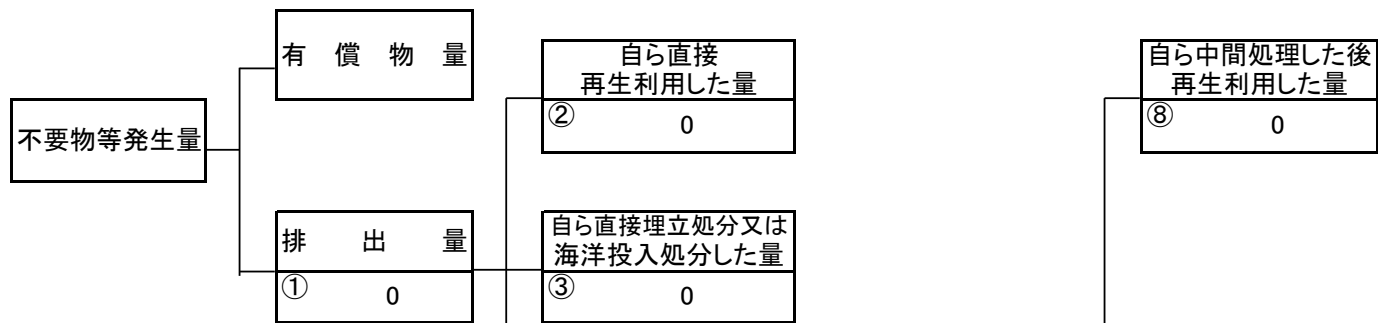 有償物量
自ら直接
再生利用した量
② 0
自ら中間処理した後
再生利用した量
⑧ 0
不要物等発生量
排出量
① 0
自ら直接埋立処分又は
海洋投入処分した量
③ 0